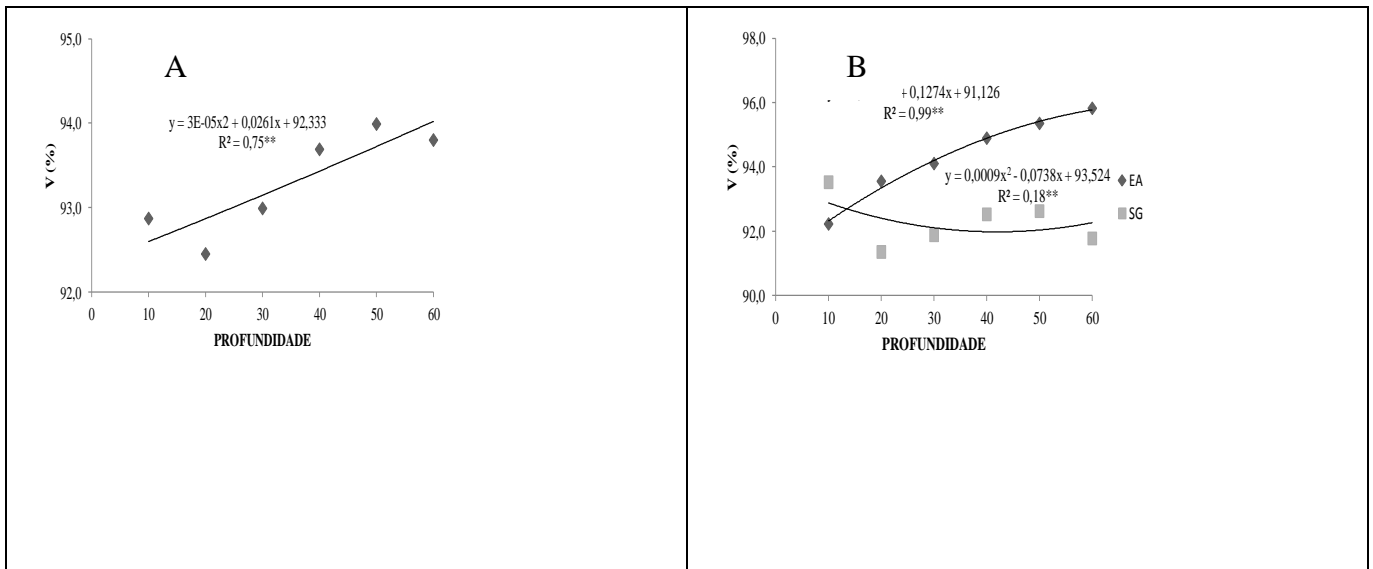 A
95,0
94,0
93,0
92,0
V (%)
y = 3E-05x2 + 0,0261x + 92,333
R² = 0,75**
0 10 20 30 40 50 60
PROFUNDIDADE
B
98,0
96,0
94,0
92,0
90,0
V (%)
+ 0,1274x + 91,126
R² = 0,99**
y = 0,0009x² - 0,0738x + 93,524
R² = 0,18**
EA
SG
0 10 20 30 40 50 60
PROFUNDIDADE